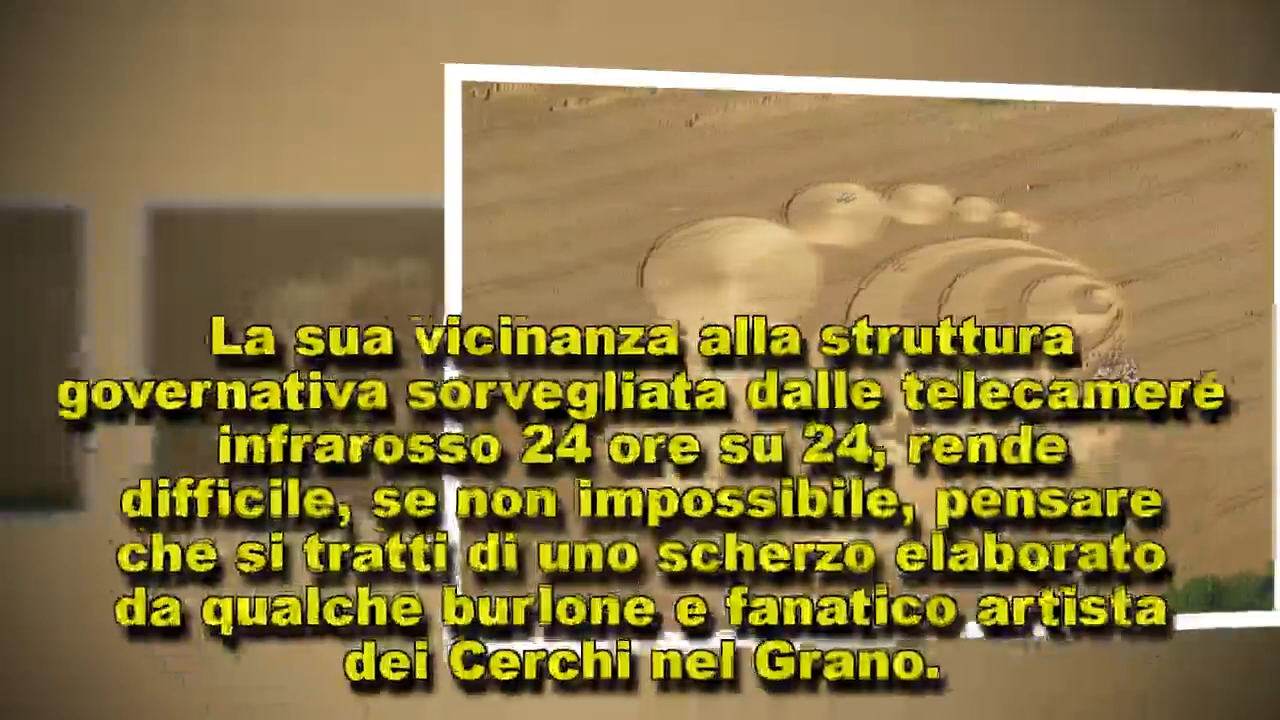 La sua vicinanza alla struttura
governativa sorvegliata dalle telecamere
infrarosso 24 ore su 24, rende
difficile, se non impossibile, pensare
che si tratti di uno scherzo elaborato
da qualche burlone e fanatico artista
dei Cerchi nel Grano.